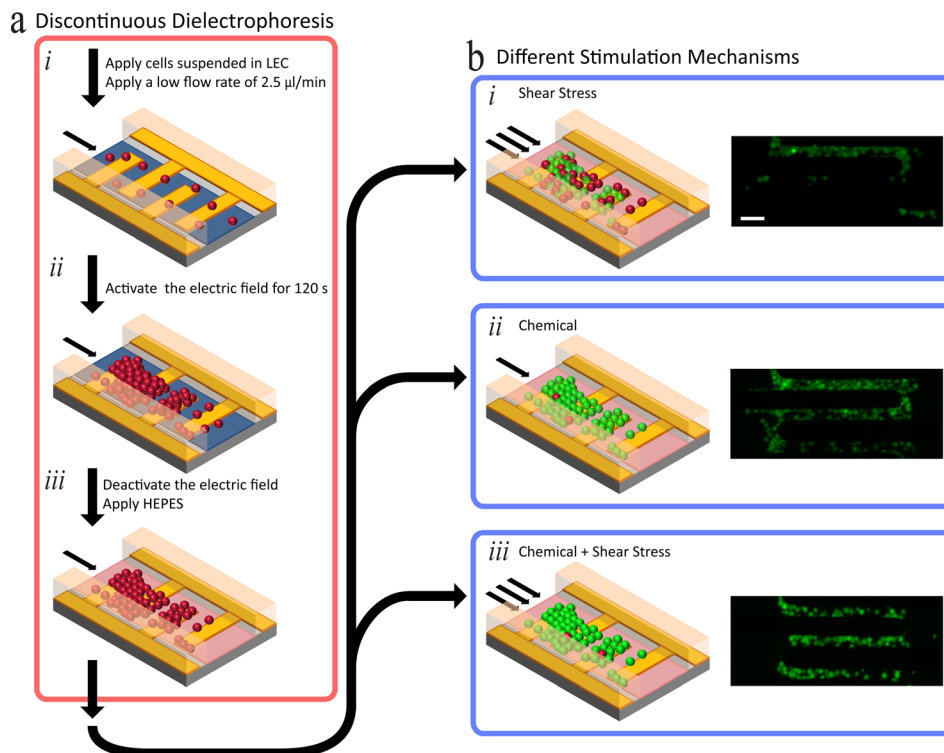 a Discontinuous Dielectrophoresis
i
Apply cells suspended in LEC
Apply a low flow rate of 2.5 µl/min
ii
Activate the electric field for 120 s
iii
Deactivate the electric field
Apply HEPES
b Different Stimulation Mechanisms
i Shear Stress
ii Chemical
iii Chemical + Shear Stress